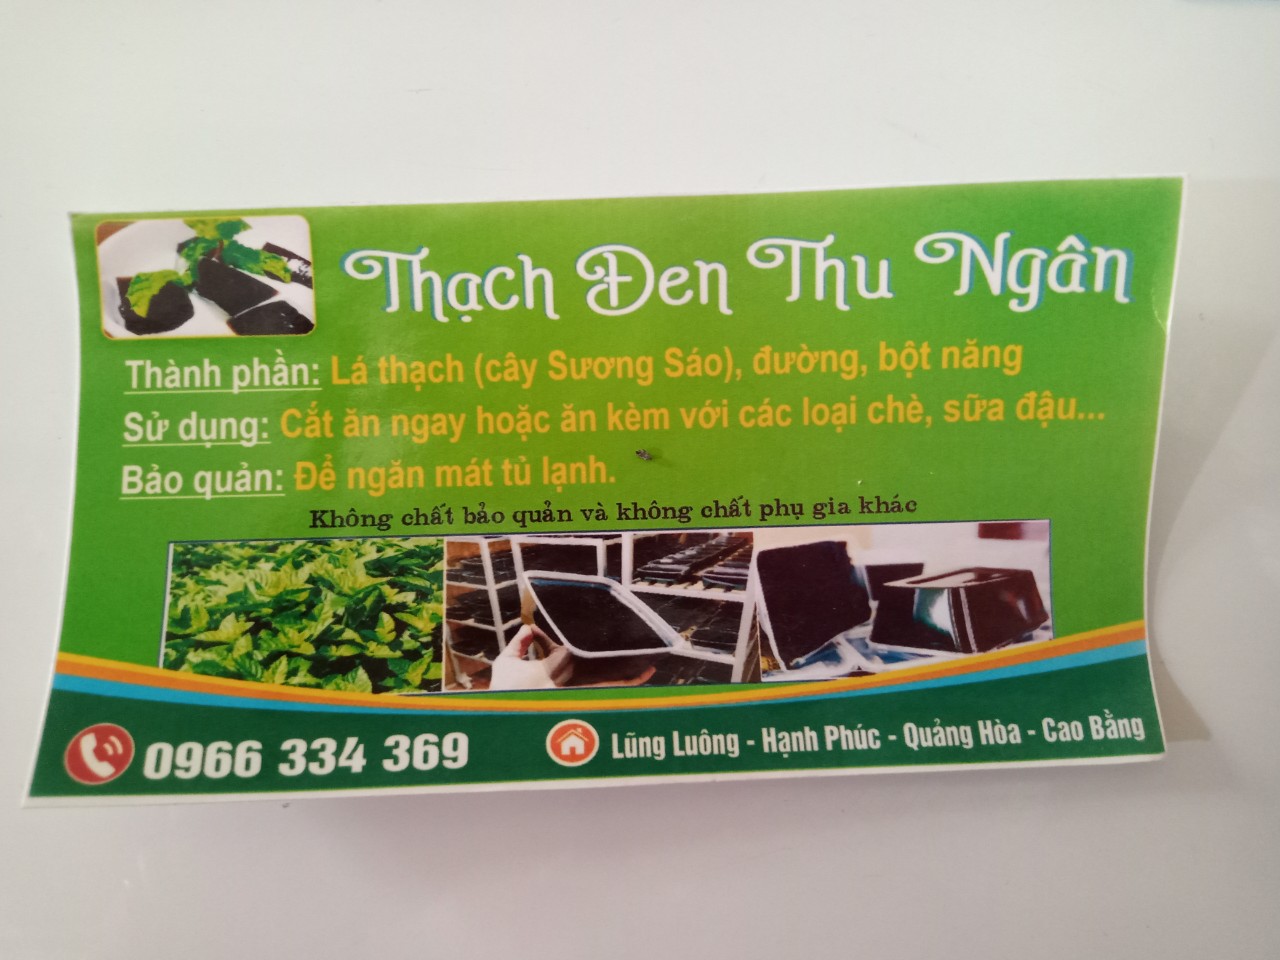 Thạch Đen Thu Ngân
Thành phần: Lá thạch (cây Sương Sáo), đường, bột năng
Sử dụng: Cắt ăn ngay hoặc ăn kèm với các loại chè, sữa đậu...
Bảo quản: Để ngăn mát tủ lạnh.
Không chất bảo quản và không chất phụ gia khác
0966 334 369
Lũng Luông - Hạnh Phúc - Quảng Hòa - Cao Bằng